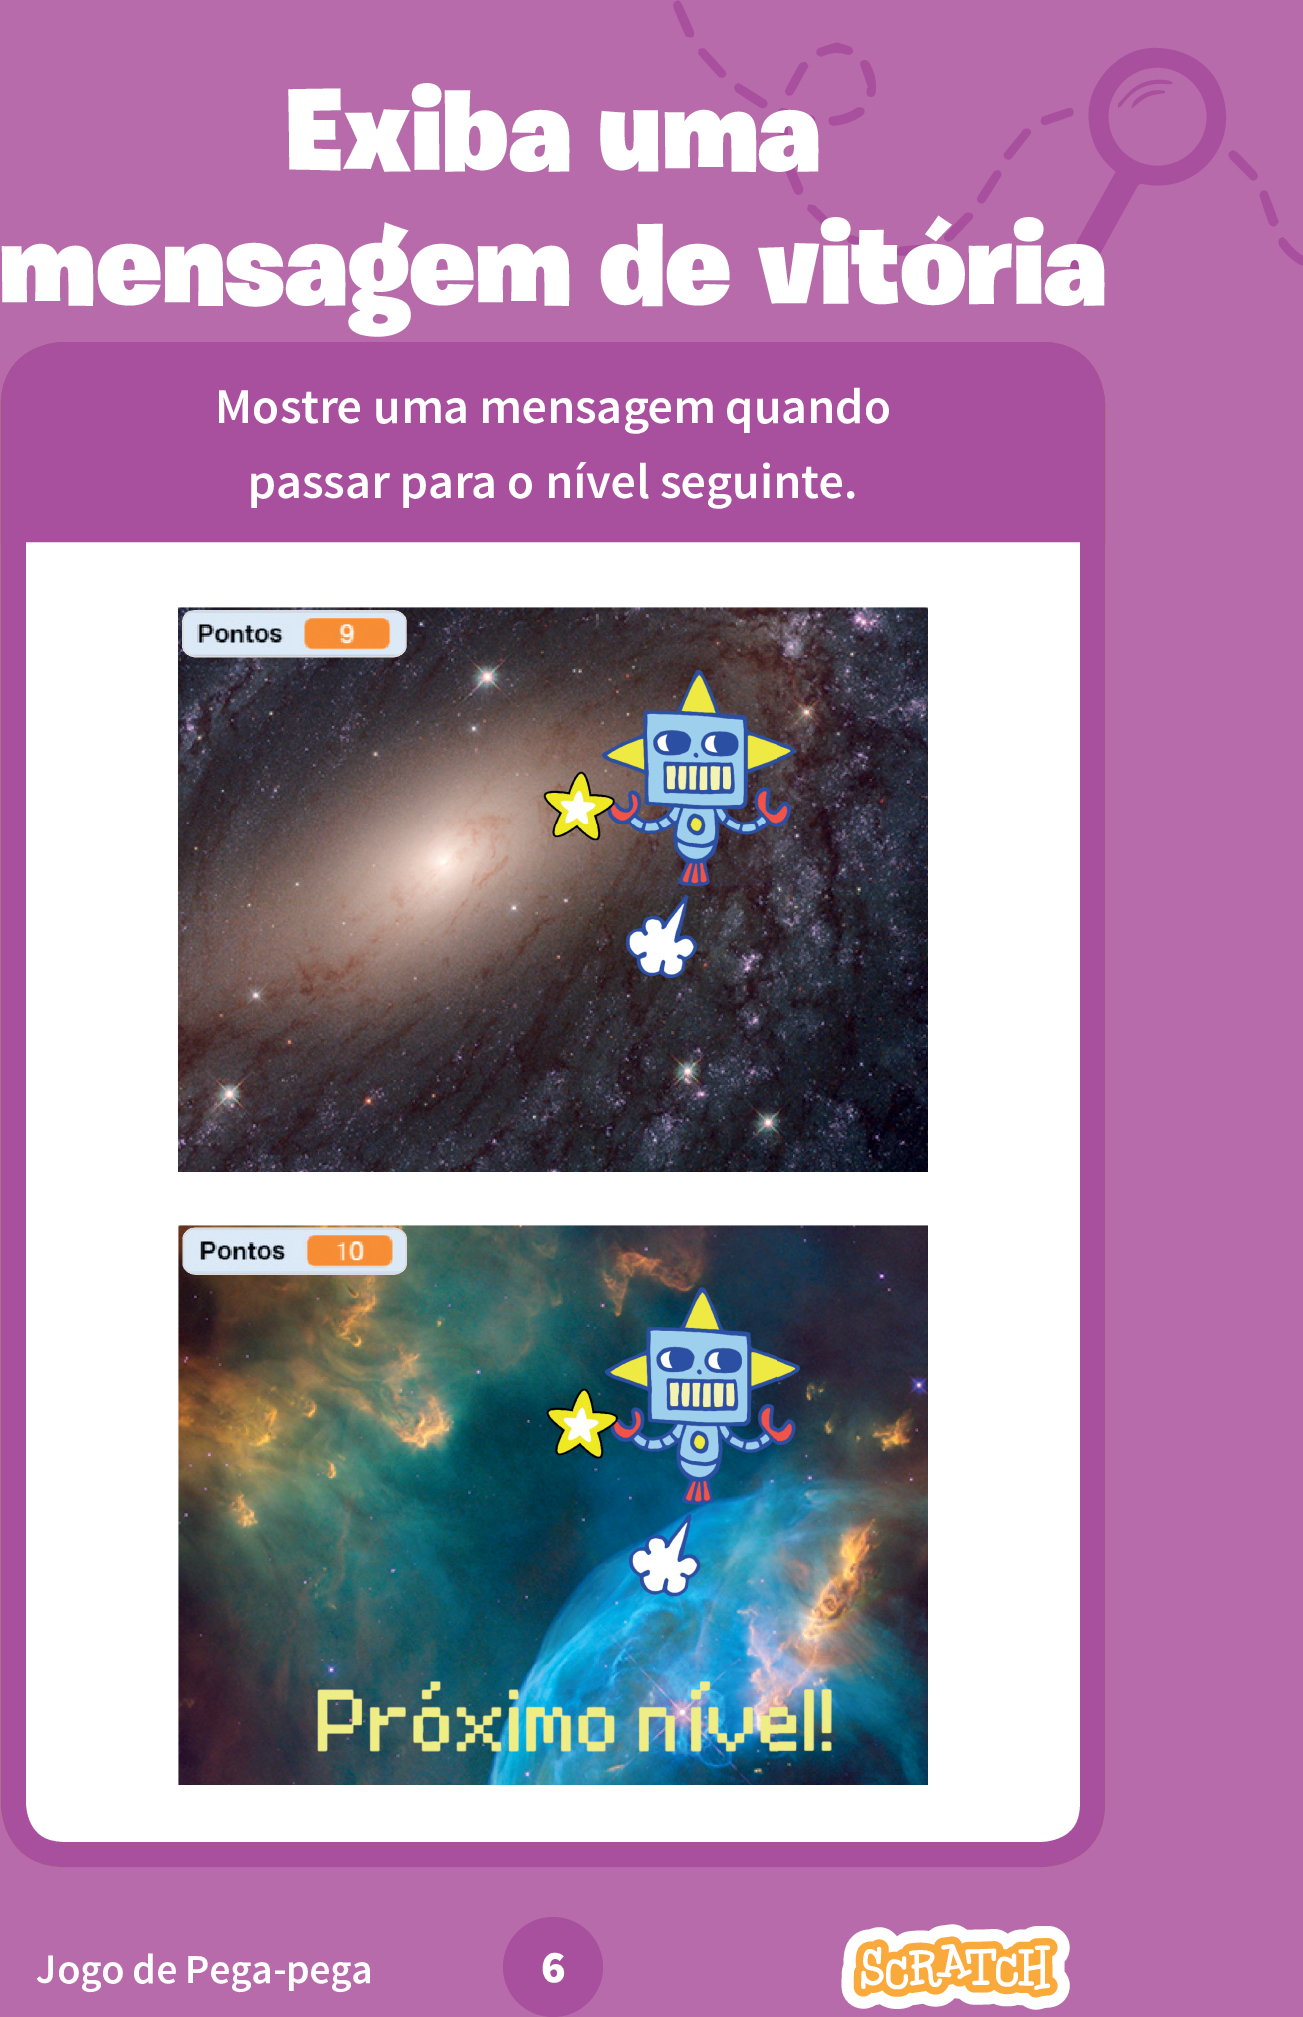 Exiba uma
mensagem de vitória
Mostre uma mensagem quando
passar para o nível seguinte.
Pontos 9
Pontos 10
Próximo nível!
Jogo de Pega-pega
6
SCRATCH